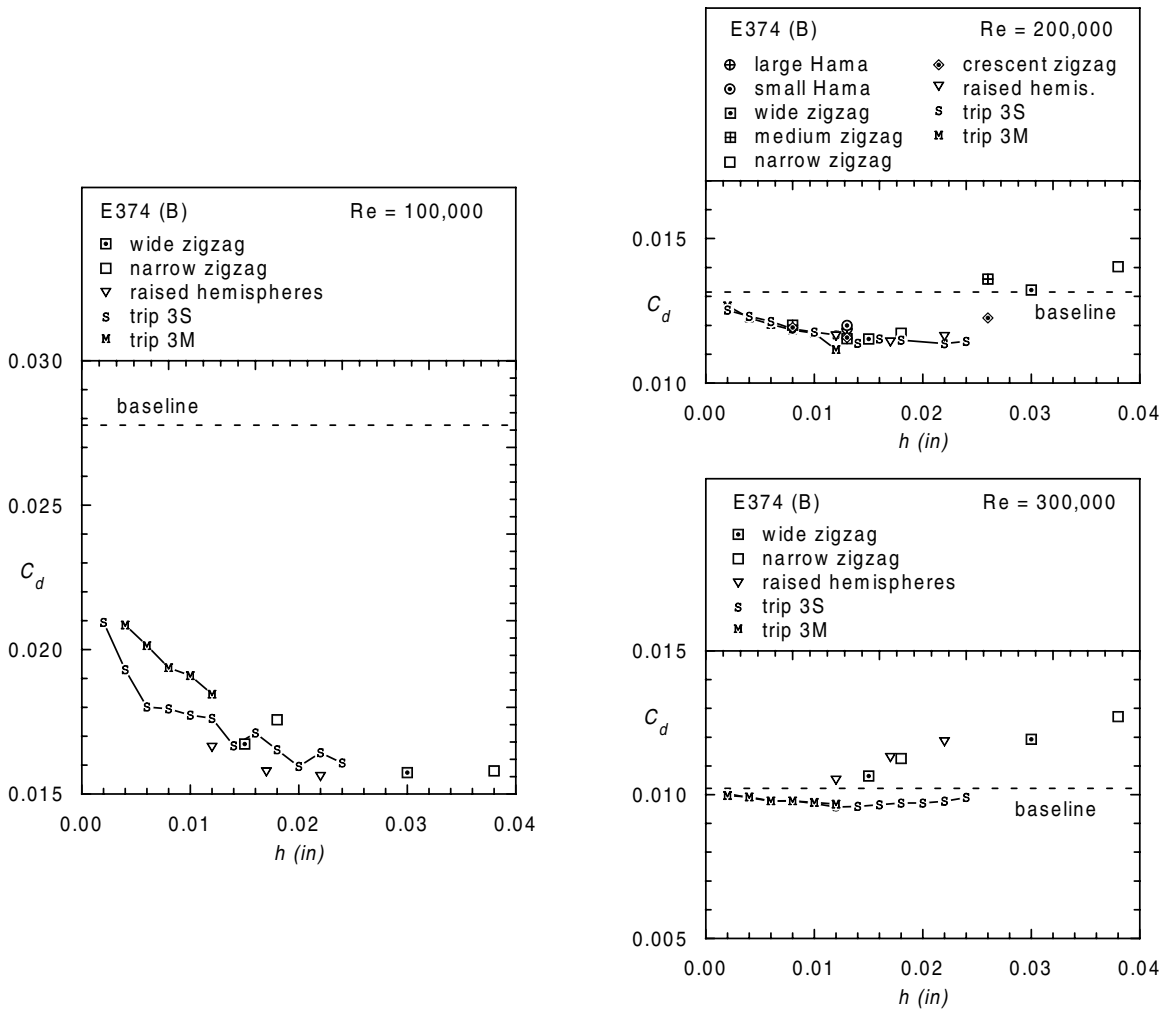 E374 (B) Re = 100,000
wide zigzag
narrow zigzag
raised hemispheres
S trip 3S
M trip 3M
0.030
baseline
0.025
Cd
0.020
0.015
0.00 0.01 0.02 0.03 0.04
h (in)
E374 (B) Re = 200,000
large Hama
small Hama
wide zigzag
medium zigzag
narrow zigzag
crescent zigzag
raised hemis.
S trip 3S
M trip 3M
0.015
Cd
baseline
0.010
0.00 0.01 0.02 0.03 0.04
h (in)
E374 (B) Re = 300,000
wide zigzag
narrow zigzag
raised hemispheres
S trip 3S
M trip 3M
0.015
Cd
0.010
baseline
0.005
0.00 0.01 0.02 0.03 0.04
h (in)